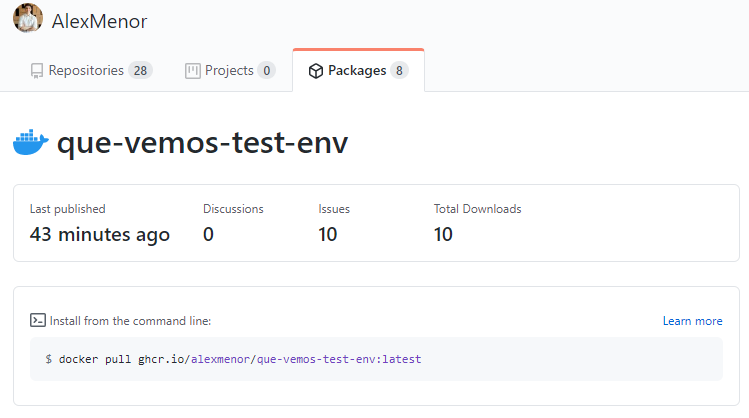 AlexMenor
Repositories 28 Projects 0 Packages 8
que-vemos-test-env
Last published Discussions Issues Total Downloads
43 minutes ago 0 10 10
Install from the command line: Learn more
$ docker pull ghcr.io/alexmenor/que-vemos-test-env:latest